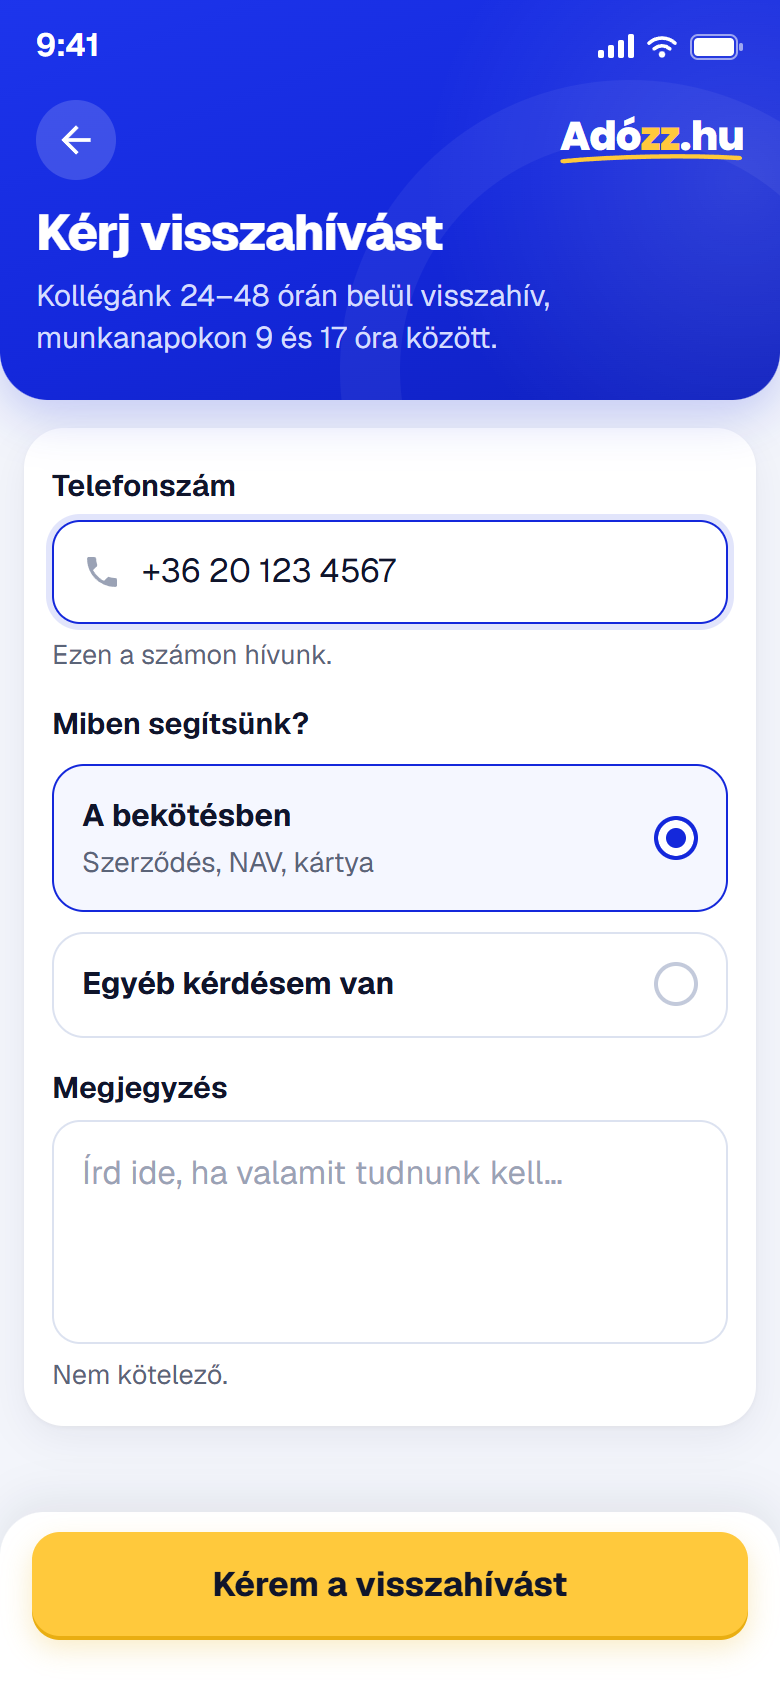 9:41
Adózz.hu
Kérj visszahívást
Kollégánk 24–48 órán belül visszahív,
munkanapokon 9 és 17 óra között.
Telefonszám
+36 20 123 4567
Ezen a számon hívunk.
Miben segítsünk?
A bekötésben
Szerződés, NAV, kártya
Egyéb kérdésem van
Megjegyzés
Írd ide, ha valamit tudnunk kell...
Nem kötelező.
Kérem a visszahívást